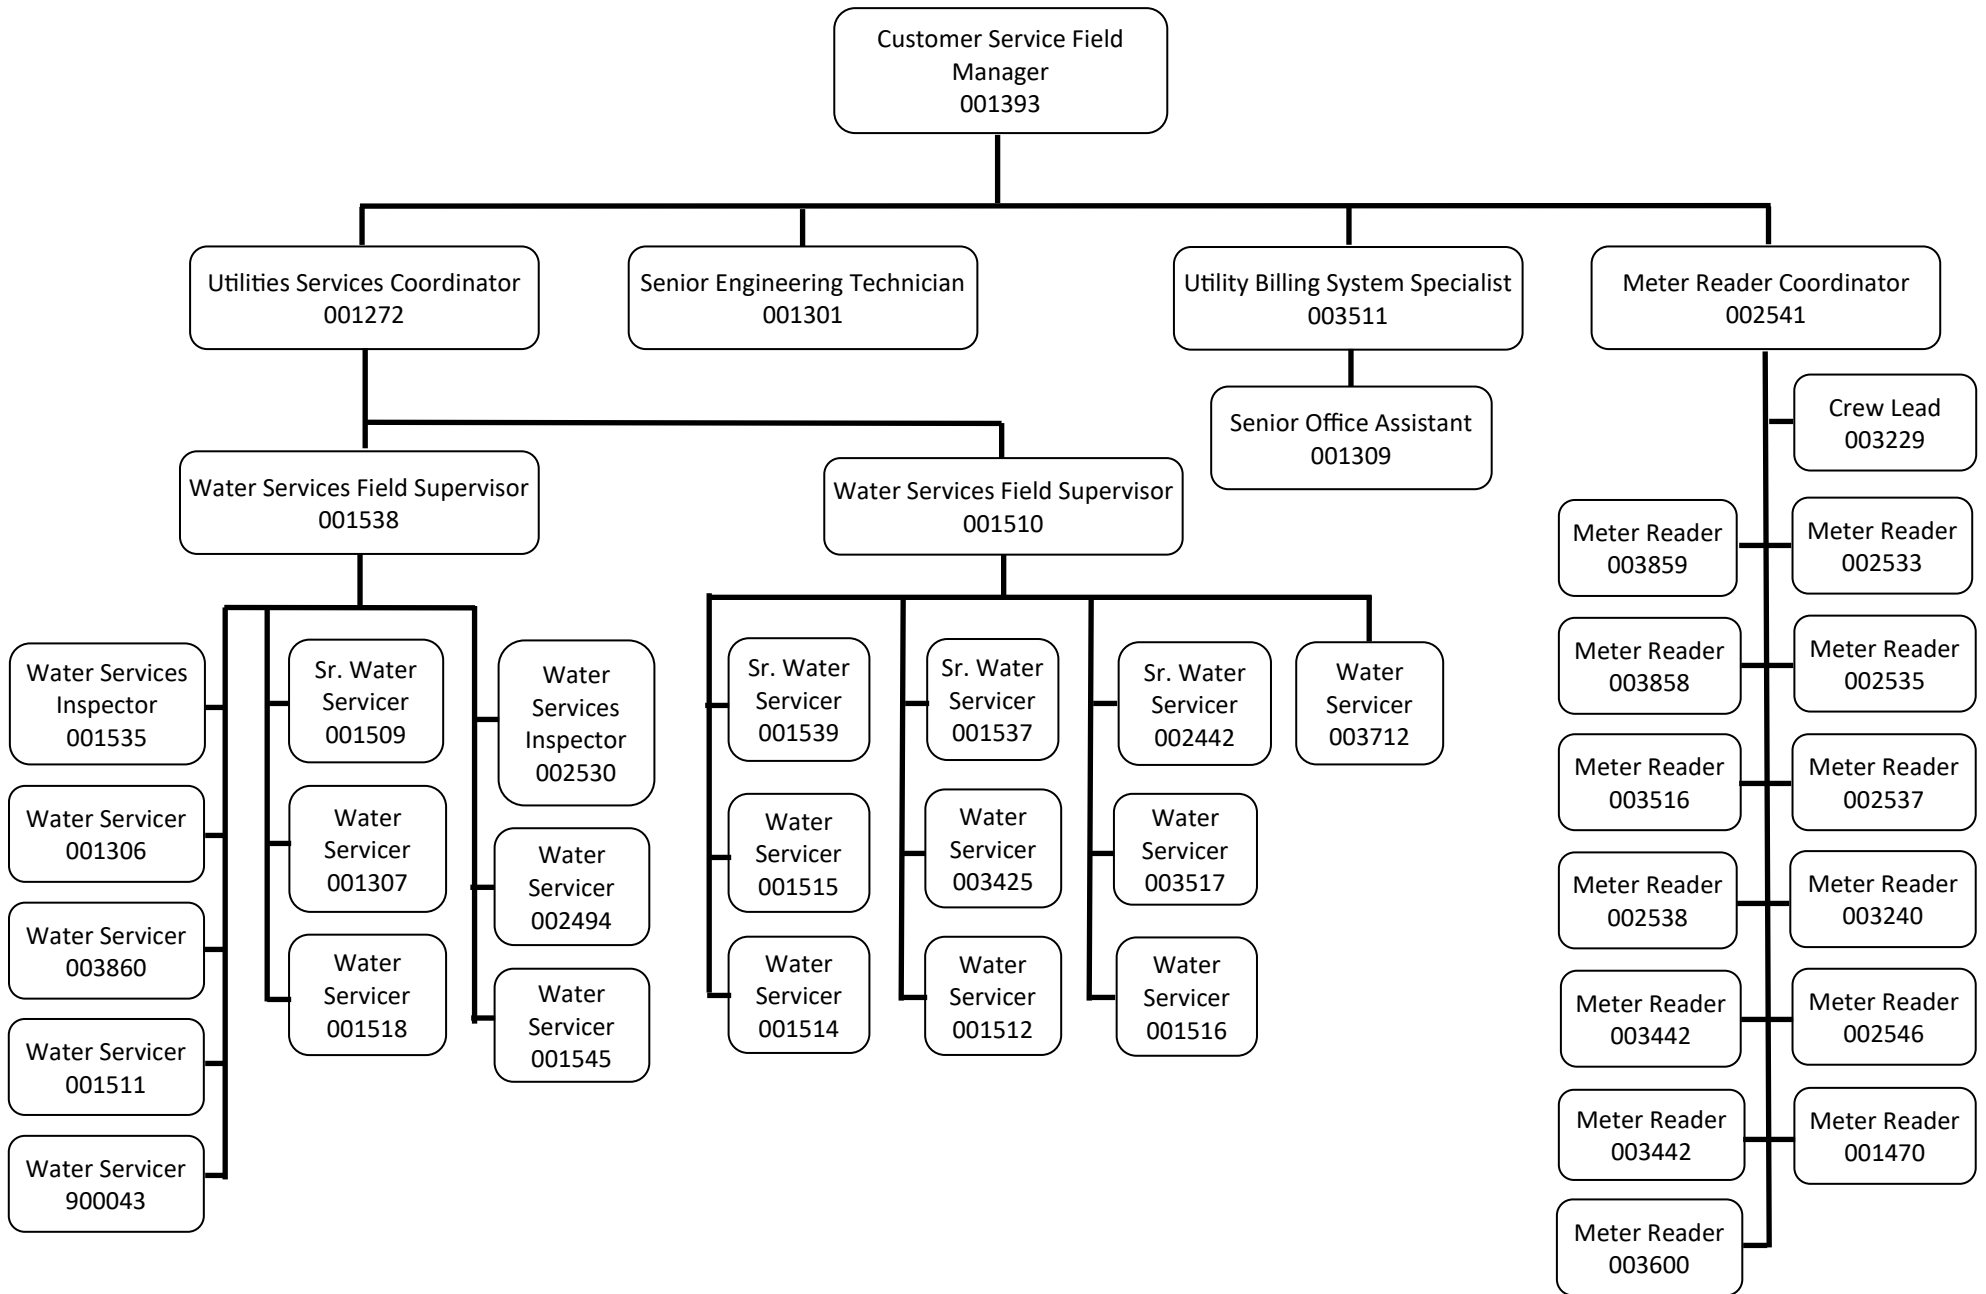 Customer Service Field
Manager
001393
Utilities Services Coordinator
001272
Senior Engineering Technician
001301
Utility Billing System Specialist
003511
Meter Reader Coordinator
002541
Senior Office Assistant
001309
Crew Lead
003229
Water Services Field Supervisor
001538
Water Services Field Supervisor
001510
Water Services
Inspector
001535
Water Servicer
001306
Water Servicer
003860
Water Servicer
001511
Water Servicer
900043
Sr. Water
Servicer
001509
Water
Servicer
001307
Water
Servicer
001518
Water
Services
Inspector
002530
Water
Servicer
002494
Water
Servicer
001545
Sr. Water
Servicer
001539
Water
Servicer
001515
Water
Servicer
001514
Sr. Water
Servicer
001537
Water
Servicer
003425
Water
Servicer
001512
Sr. Water
Servicer
002442
Water
Servicer
003517
Water
Servicer
001516
Water
Servicer
003712
Meter Reader
003859
Meter Reader
002533
Meter Reader
003858
Meter Reader
002535
Meter Reader
003516
Meter Reader
002537
Meter Reader
002538
Meter Reader
003240
Meter Reader
003442
Meter Reader
002546
Meter Reader
003442
Meter Reader
001470
Meter Reader
003600